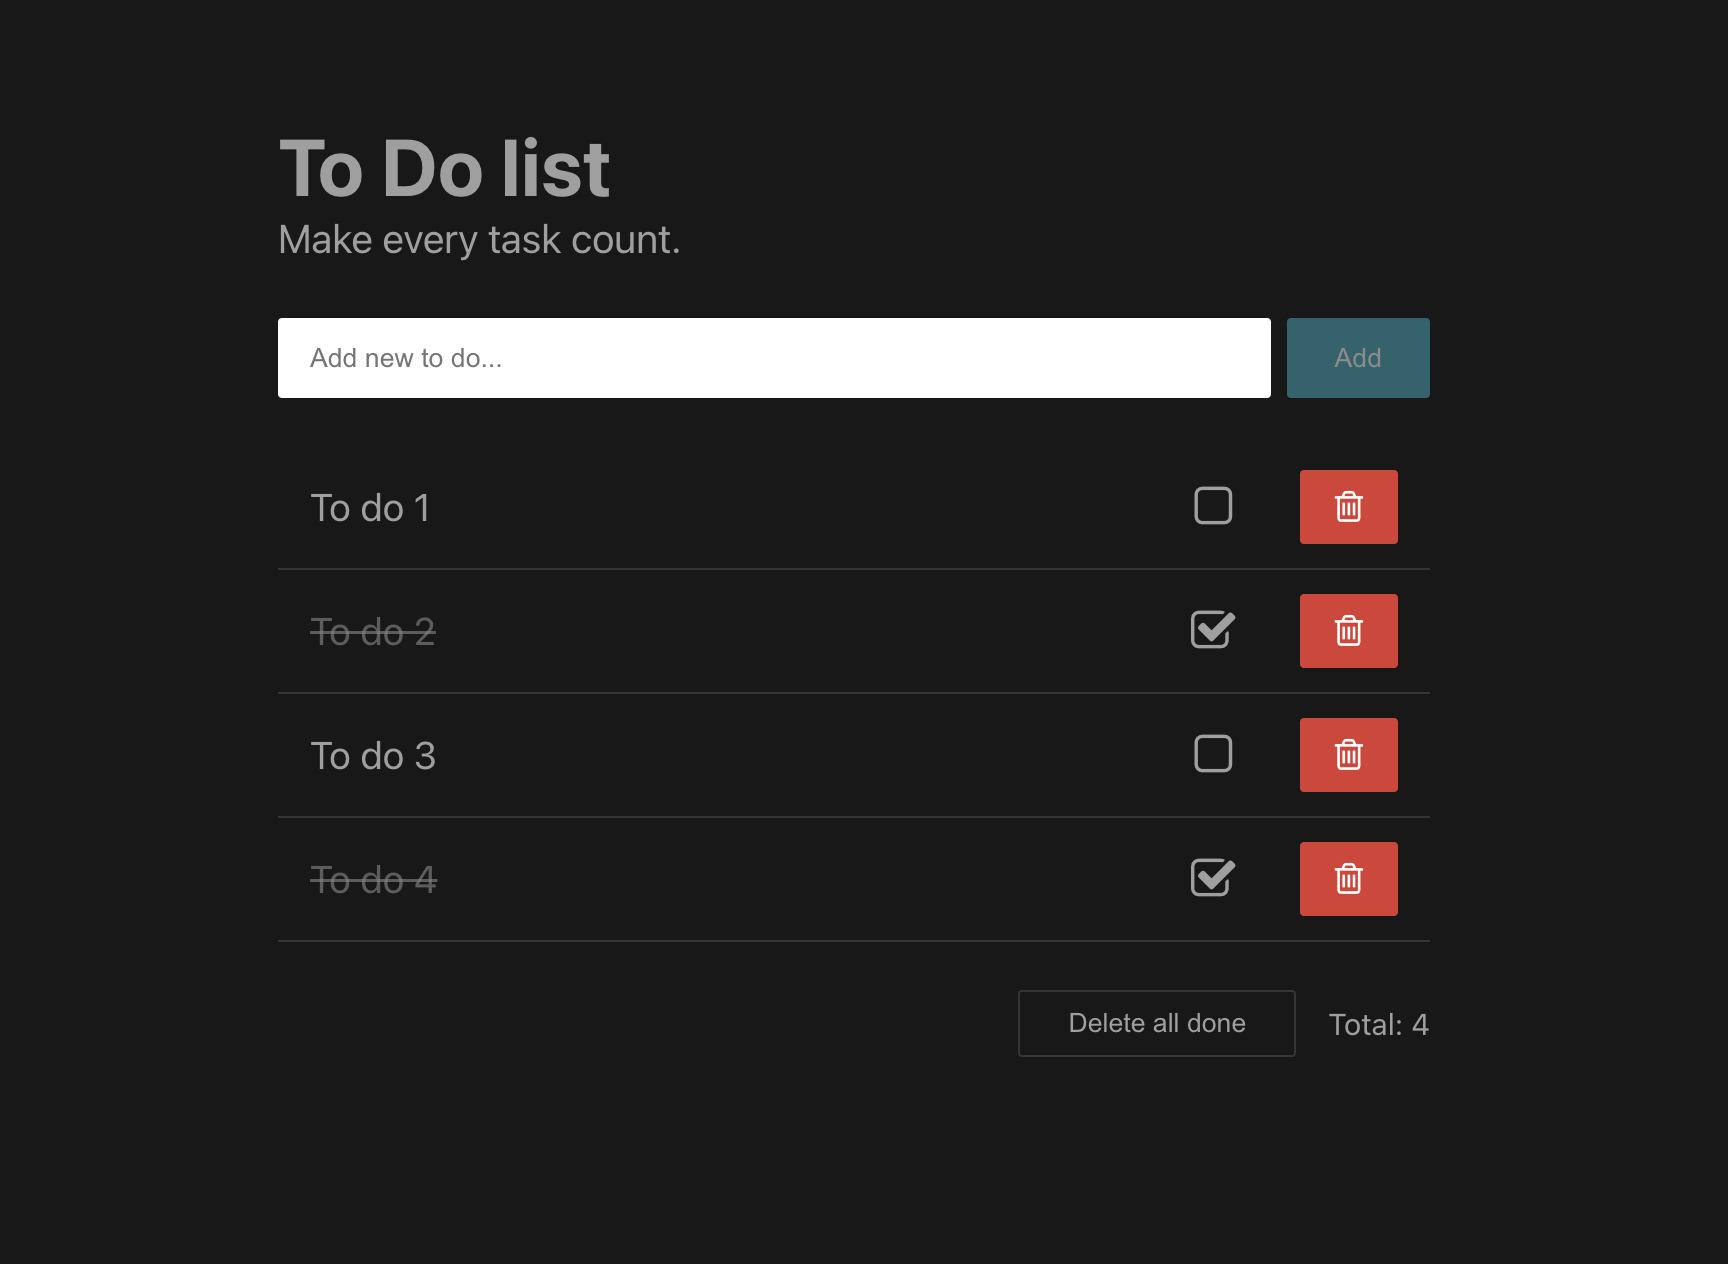 To Do list
Make every task count.
Add new to do...
Add
To do 1
To do 2
To do 3
To do 4
Delete all done
Total: 4